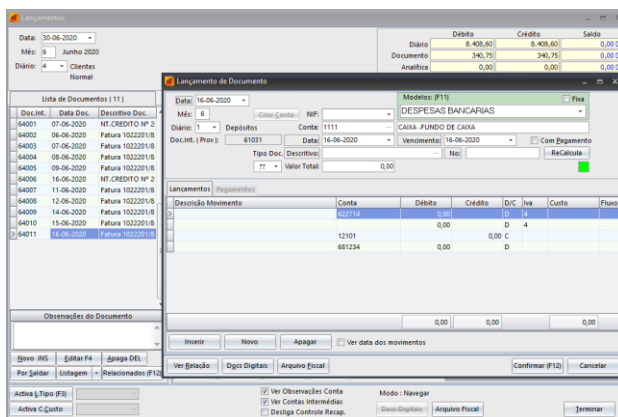 Lançamentos
Data: 30-06-2020
Mês: 6 Junho 2020
Diário: 4 Clientes
Normal
Débito Crédito Saldo
Diário 8.408,60 8.408,60 0,00 D
Documento 340,75 340,75 0,00 D
Analítica 0,00 0,00 0,00 D
Lista de Documentos ( 11 )
Doc.Int. Data Doc. Descritivo Doc.
64001 07-06-2020 NT.CREDITO Nº 2
64002 06-06-2020 Fatura 1022201/8
64003 07-06-2020 Fatura 1022201/8
64004 08-06-2020 Fatura 1022201/8
64005 09-06-2020 Fatura 1022201/8
64006 16-06-2020 NT.CREDITO Nº 2
64007 11-06-2020 Fatura 1022201/8
64008 12-06-2020 Fatura 1022201/8
64009 14-06-2020 Fatura 1022201/8
64010 15-06-2020 Fatura 1022201/8
64011 16-06-2020 Fatura 1022201/8
Observações do Documento
Novo INS Editar F4 Apaga DEL
Por Saldar Listagem Relacionados (F12)
Activa L.Tipo (F3)
Activa C.Custo
Ver Observações Conta
Ver Contas Intermédias
Desliga Controle Recap.
Modo : Navegar
Docs Digitais Arquivo Fiscal Terminar
Lançamento de Documento
Data: 16-06-2020
Modelos: (F11) Fixa
Mês: 6 Criar Conta NIF: DESPESAS BANCARIAS
Diário: 1 Depósitos Conta: 1111 CAIXA -FUNDO DE CAIXA
Doc.Int. ( Prov ): 61031 Data: 16-06-2020 Vencimento: 16-06-2020 Com Pagamento
Tipo Doc. Descritivo: No: ReCalcula
?? Valor Total: 0,00
Lançamentos Pagamentos
Descrição Movimento Conta Débito Crédito D/C Iva Custo Fluxo
622714 0,00 D 4
0,00 D 4
12101 0,00 C
681234 0,00 D
0,00 0,00
Inserir Novo Apagar Ver data dos movimentos
Ver Relação Docs Digitais Arquivo Fiscal Confirmar (F12) Cancelar